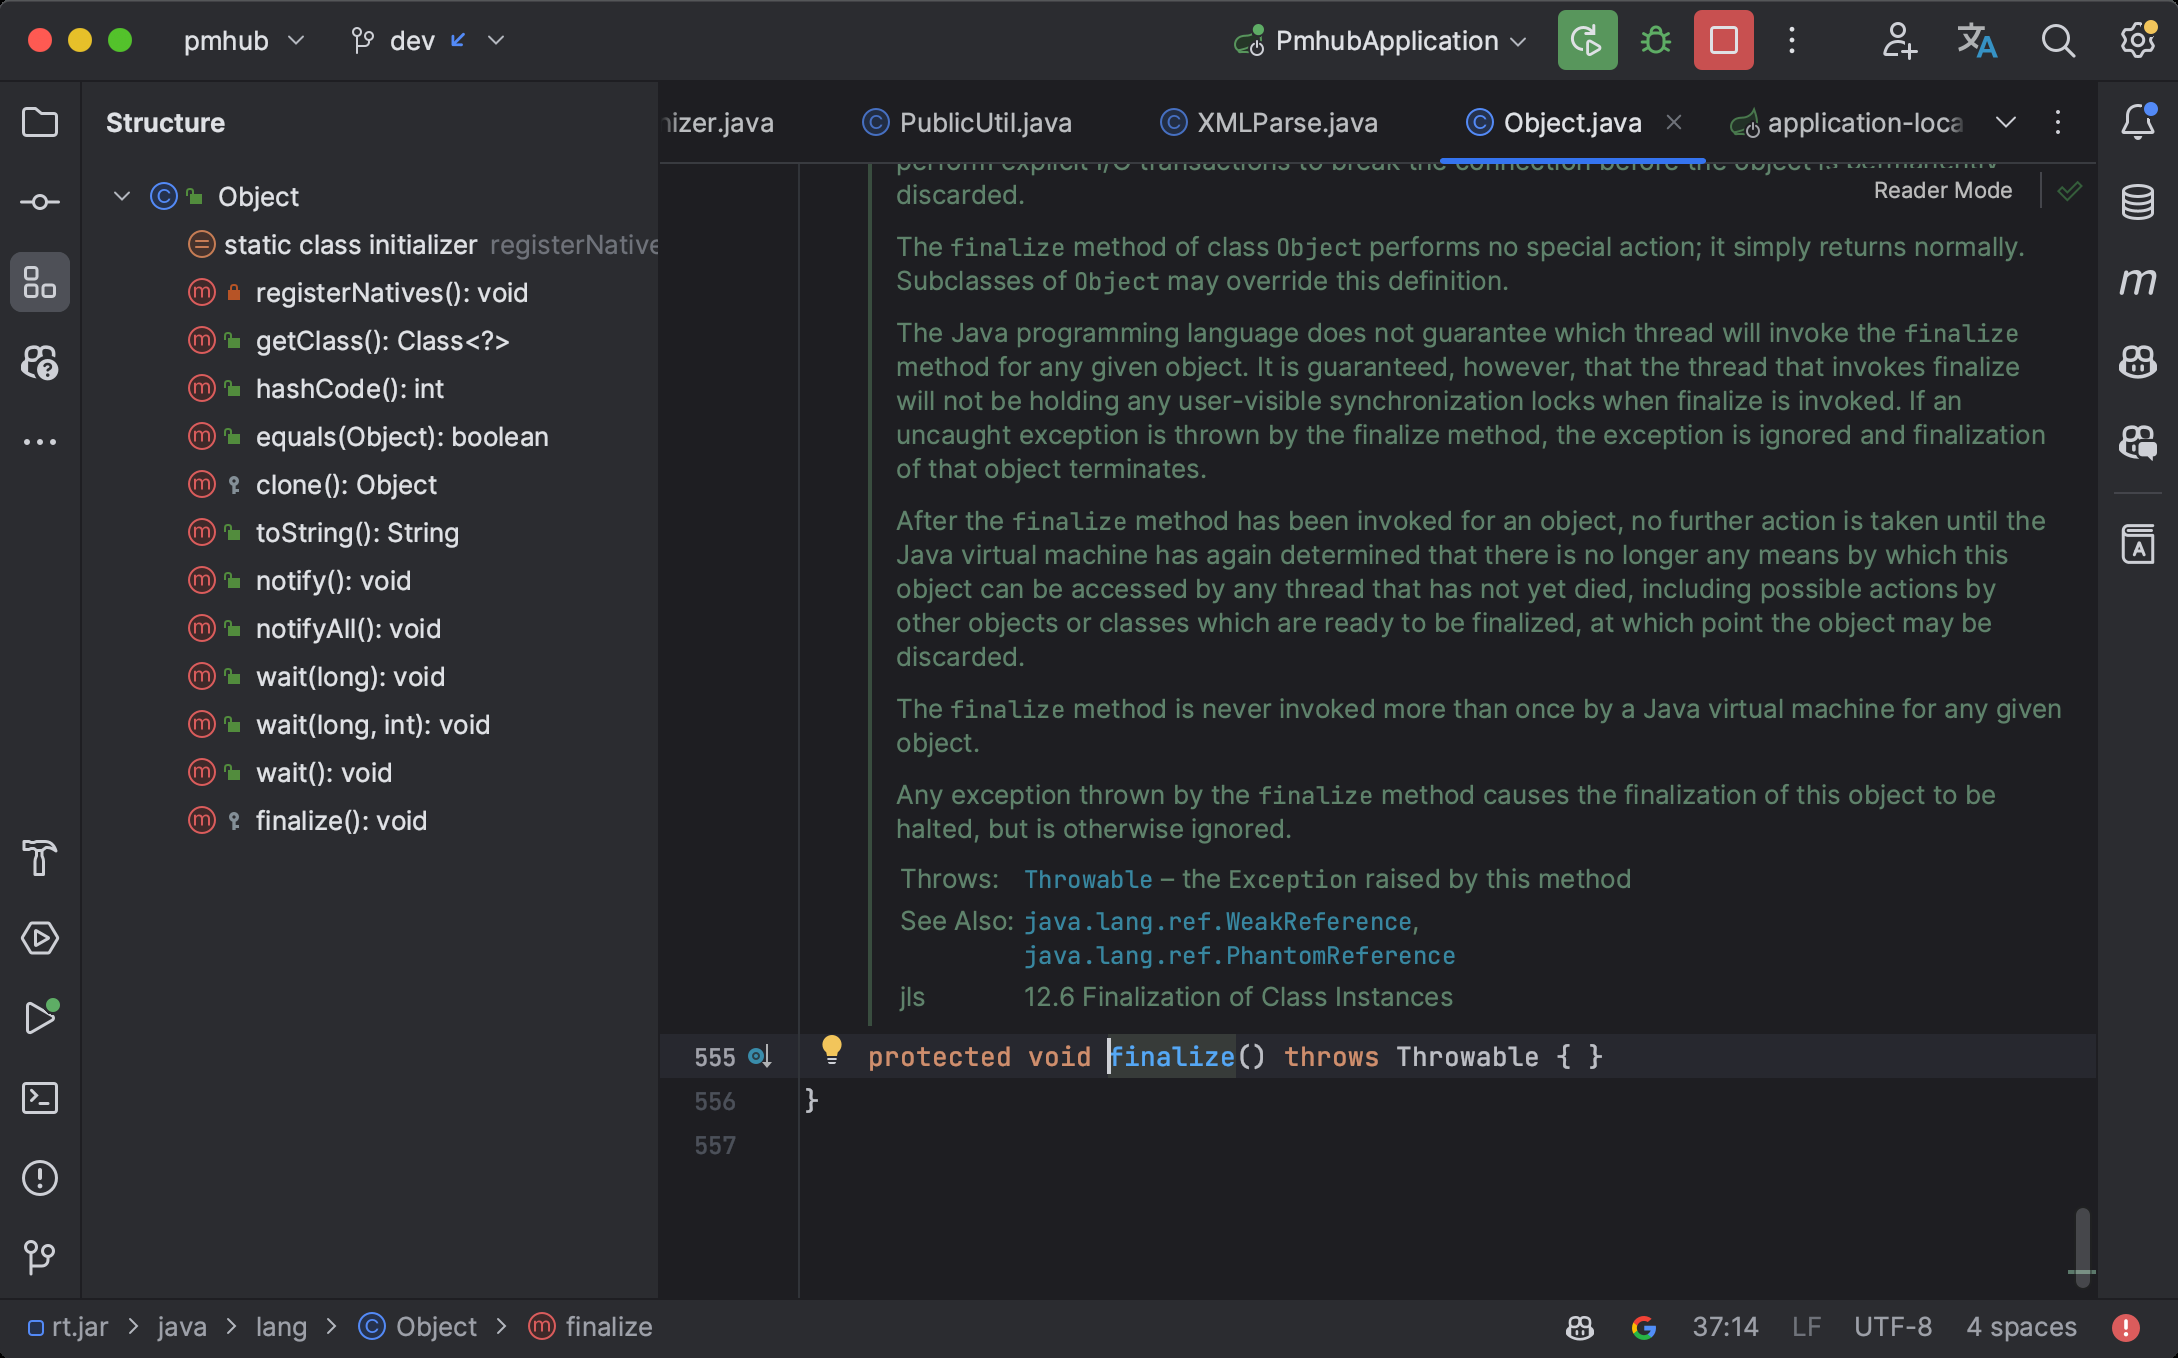 pmhub
dev
PmhubApplication
Structure
nizer.java
PublicUtil.java
XMLParse.java
Object.java
application-loca
Reader Mode
Object
static class initializer registerNative
registerNatives(): void
getClass(): Class<?>
hashCode(): int
equals(Object): boolean
clone(): Object
toString(): String
notify(): void
notifyAll(): void
wait(long): void
wait(long, int): void
wait(): void
finalize(): void
perform explicit I/O transactions to break the connection before the object is permanently
discarded.
The finalize method of class Object performs no special action; it simply returns normally.
Subclasses of Object may override this definition.
The Java programming language does not guarantee which thread will invoke the finalize
method for any given object. It is guaranteed, however, that the thread that invokes finalize
will not be holding any user-visible synchronization locks when finalize is invoked. If an
uncaught exception is thrown by the finalize method, the exception is ignored and finalization
of that object terminates.
After the finalize method has been invoked for an object, no further action is taken until the
Java virtual machine has again determined that there is no longer any means by which this
object can be accessed by any thread that has not yet died, including possible actions by
other objects or classes which are ready to be finalized, at which point the object may be
discarded.
The finalize method is never invoked more than once by a Java virtual machine for any given
object.
Any exception thrown by the finalize method causes the finalization of this object to be
halted, but is otherwise ignored.
Throws: Throwable – the Exception raised by this method
See Also: java.lang.ref.WeakReference,
java.lang.ref.PhantomReference
jls 12.6 Finalization of Class Instances
555 protected void finalize() throws Throwable { }
556 }
557
rt.jar > java > lang > Object > finalize
37:14 LF UTF-8 4 spaces